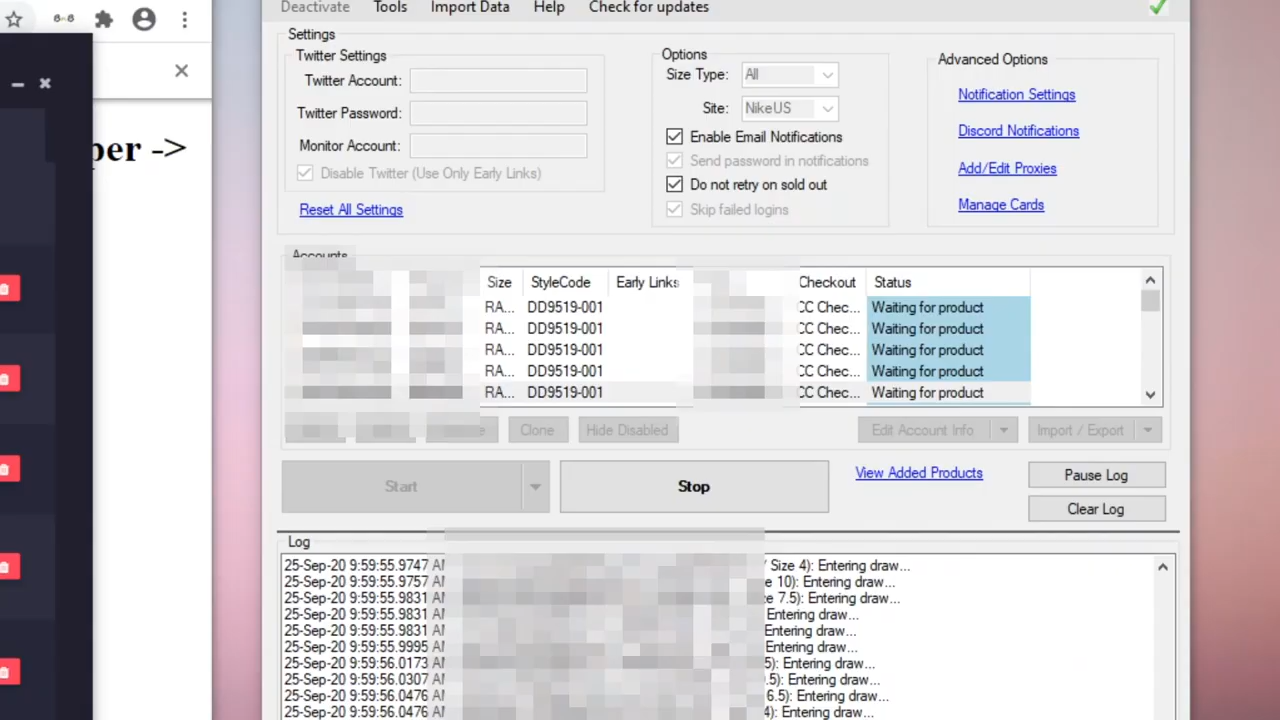 Deactivate Tools Import Data Help Check for updates
Settings
Twitter Settings
Twitter Account:
Twitter Password:
Monitor Account:
Disable Twitter (Use Only Early Links)
Reset All Settings
Options
Size Type: All
Site: NikeUS
Enable Email Notifications
Send password in notifications
Do not retry on sold out
Skip failed logins
Advanced Options
Notification Settings
Discord Notifications
Add/Edit Proxies
Manage Cards
per ->
Accounts
Size StyleCode Early Links Checkout Status
RA... DD9519-001 CC Chec... Waiting for product
RA... DD9519-001 CC Chec... Waiting for product
RA... DD9519-001 CC Chec... Waiting for product
RA... DD9519-001 CC Chec... Waiting for product
RA... DD9519-001 CC Chec... Waiting for product
Clone Hide Disabled Edit Account Info Import / Export
Start Stop View Added Products Pause Log
Clear Log
Log
25-Sep-20 9:59:55.9747 AM / Size 4): Entering draw...
25-Sep-20 9:59:55.9757 AM e 10): Entering draw...
25-Sep-20 9:59:55.9831 AM ze 7.5): Entering draw...
25-Sep-20 9:59:55.9831 AM Entering draw...
25-Sep-20 9:59:55.9831 AM Entering draw...
25-Sep-20 9:59:55.9995 AM Entering draw...
25-Sep-20 9:59:56.0173 AM 5): Entering draw...
25-Sep-20 9:59:56.0307 AM 0.5): Entering draw...
25-Sep-20 9:59:56.0476 AM 6.5): Entering draw...
25-Sep-20 9:59:56.0476 AM 4): Entering draw...